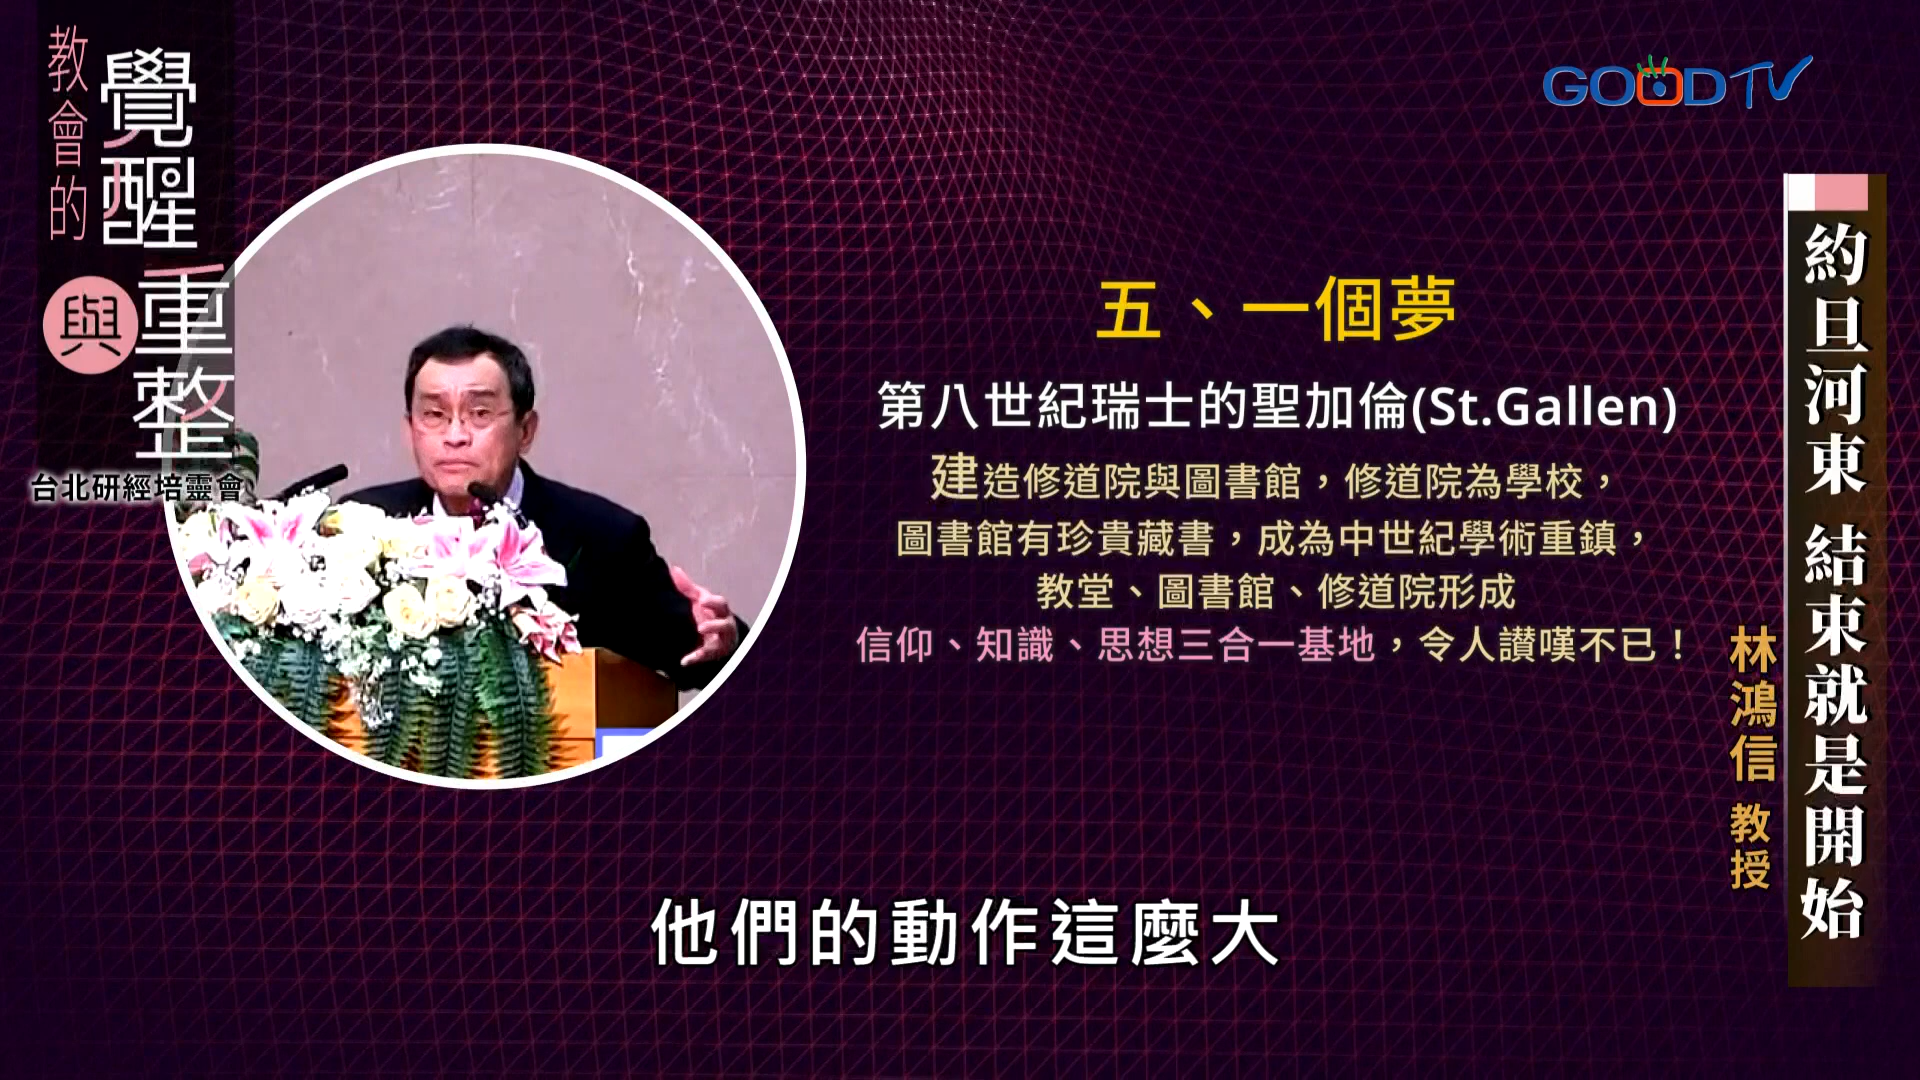 教會的
覺醒
與
重整
台北研經培靈會
GOOD TV
五、一個夢
第八世紀瑞士的聖加倫(St.Gallen)
建造修道院與圖書館，修道院為學校，
圖書館有珍貴藏書，成為中世紀學術重鎮，
教堂、圖書館、修道院形成
信仰、知識、思想三合一基地，令人讚嘆不已！
約旦河東 結束就是開始
林鴻信 教授
他們的動作這麼大